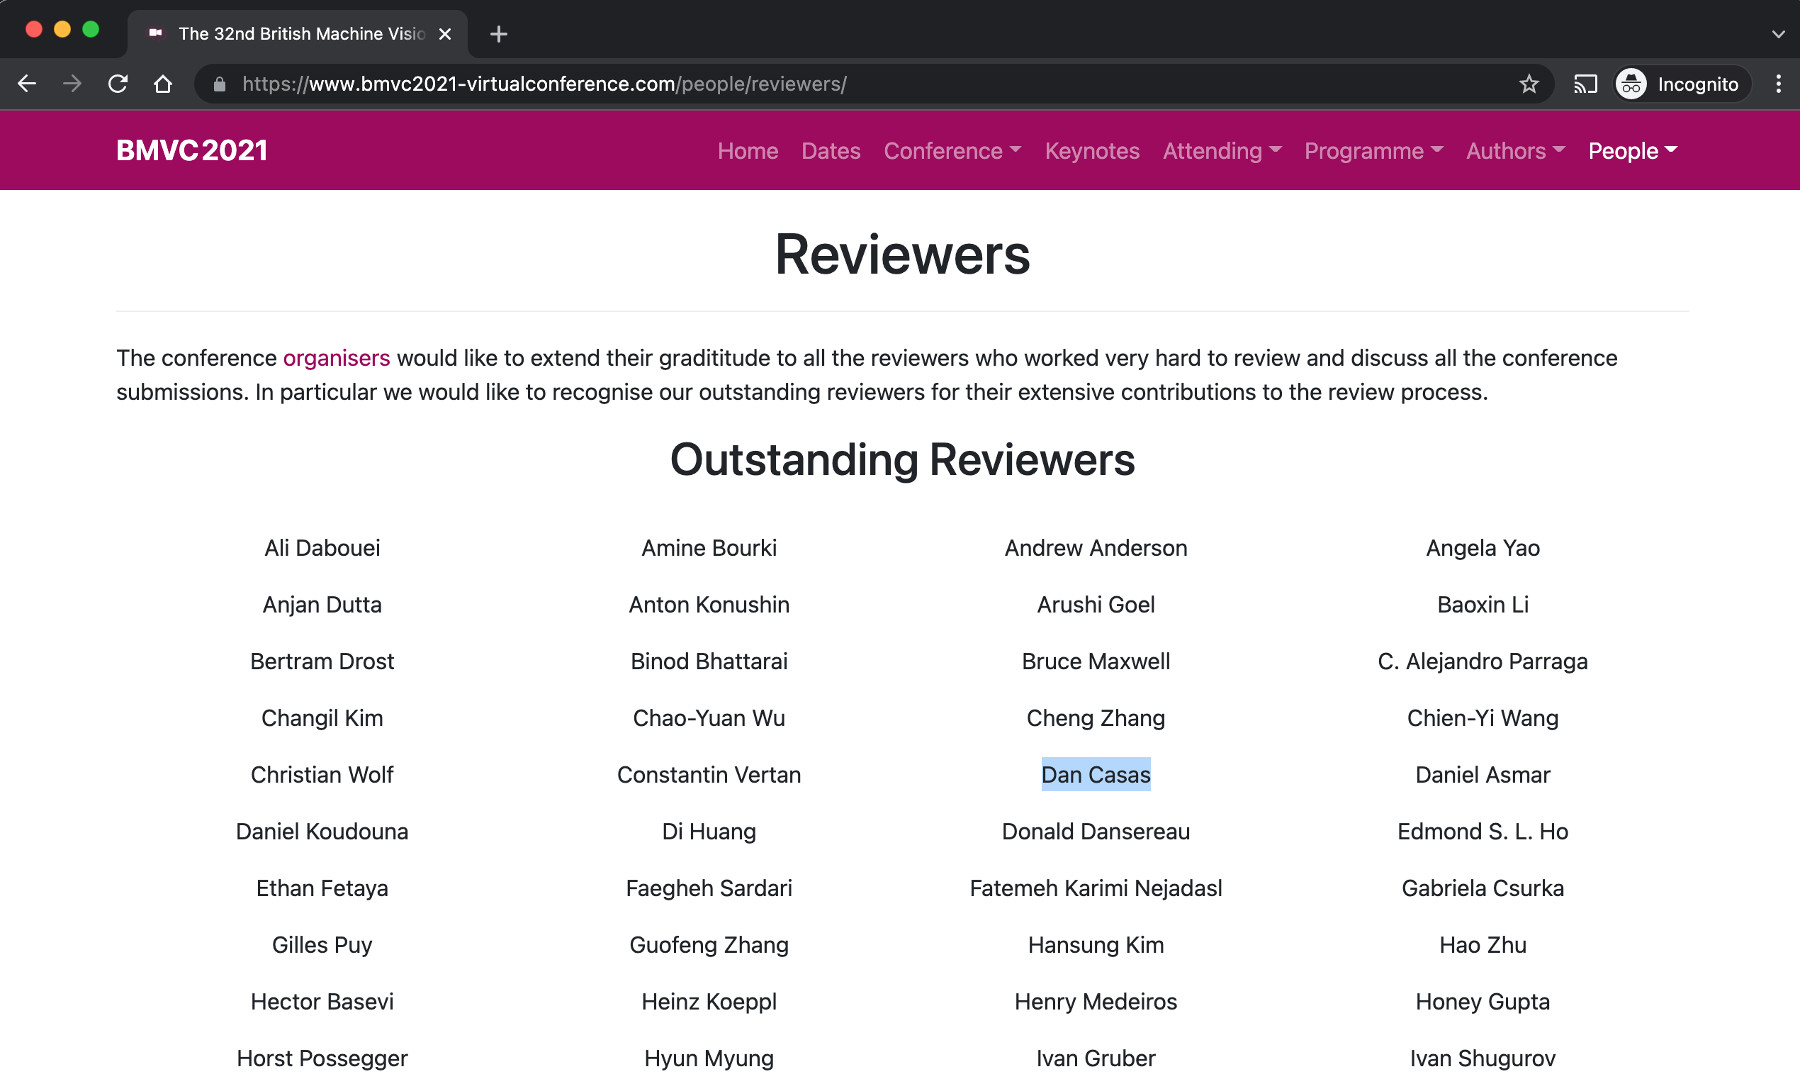 The 32nd British Machine Visio
https://www.bmvc2021-virtualconference.com/people/reviewers/
Incognito
BMVC2021 Home Dates Conference Keynotes Attending Programme Authors People
Reviewers
The conference organisers would like to extend their gradititude to all the reviewers who worked very hard to review and discuss all the conference
submissions. In particular we would like to recognise our outstanding reviewers for their extensive contributions to the review process.
Outstanding Reviewers
Ali Dabouei Amine Bourki Andrew Anderson Angela Yao
Anjan Dutta Anton Konushin Arushi Goel Baoxin Li
Bertram Drost Binod Bhattarai Bruce Maxwell C. Alejandro Parraga
Changil Kim Chao-Yuan Wu Cheng Zhang Chien-Yi Wang
Christian Wolf Constantin Vertan Dan Casas Daniel Asmar
Daniel Koudouna Di Huang Donald Dansereau Edmond S. L. Ho
Ethan Fetaya Faegheh Sardari Fatemeh Karimi Nejadasl Gabriela Csurka
Gilles Puy Guofeng Zhang Hansung Kim Hao Zhu
Hector Basevi Heinz Koeppl Henry Medeiros Honey Gupta
Horst Possegger Hyun Myung Ivan Gruber Ivan Shugurov